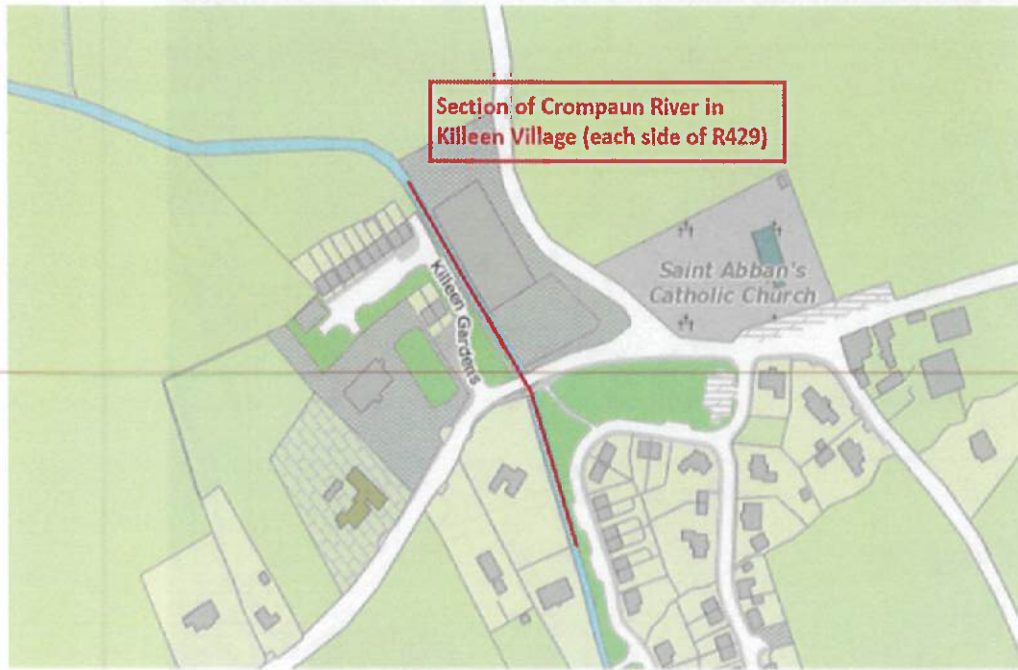 Section of Crompaun River in
Killeen Village (each side of R429)
Saint Abban's
Catholic Church
Killeen Gardens